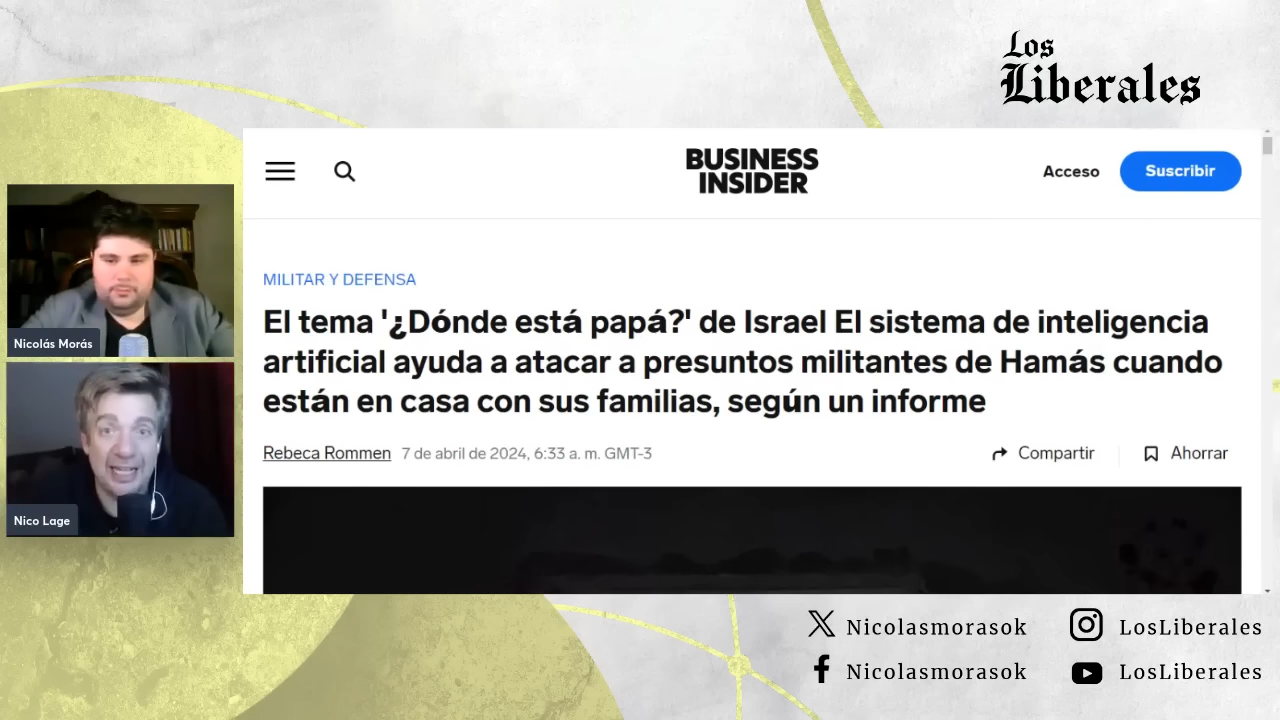 Los
Liberales
BUSINESS
INSIDER
Acceso
Suscribir
MILITAR Y DEFENSA
El tema '¿Dónde está papá?' de Israel El sistema de inteligencia
artificial ayuda a atacar a presuntos militantes de Hamás cuando
están en casa con sus familias, según un informe
Rebeca Rommen 7 de abril de 2024, 6:33 a. m. GMT-3
Compartir
Ahorrar
Nicolás Morás
Nico Lage
Nicolasmorasok
LosLiberales
Nicolasmorasok
LosLiberales